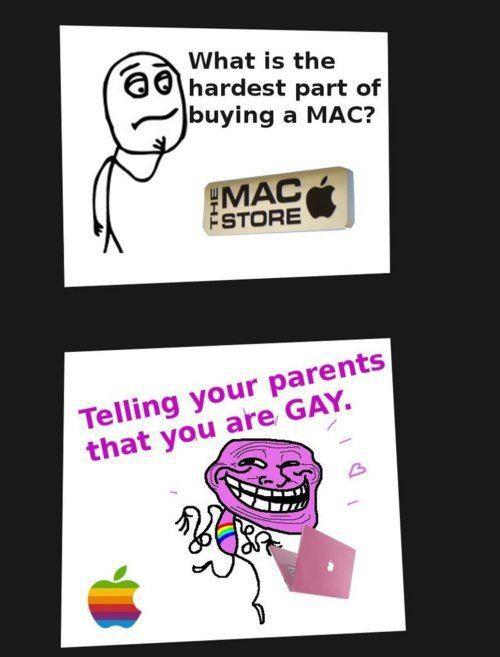 What is the
hardest part of
buying a MAC?
THE MAC
STORE
Telling your parents
that you are GAY.